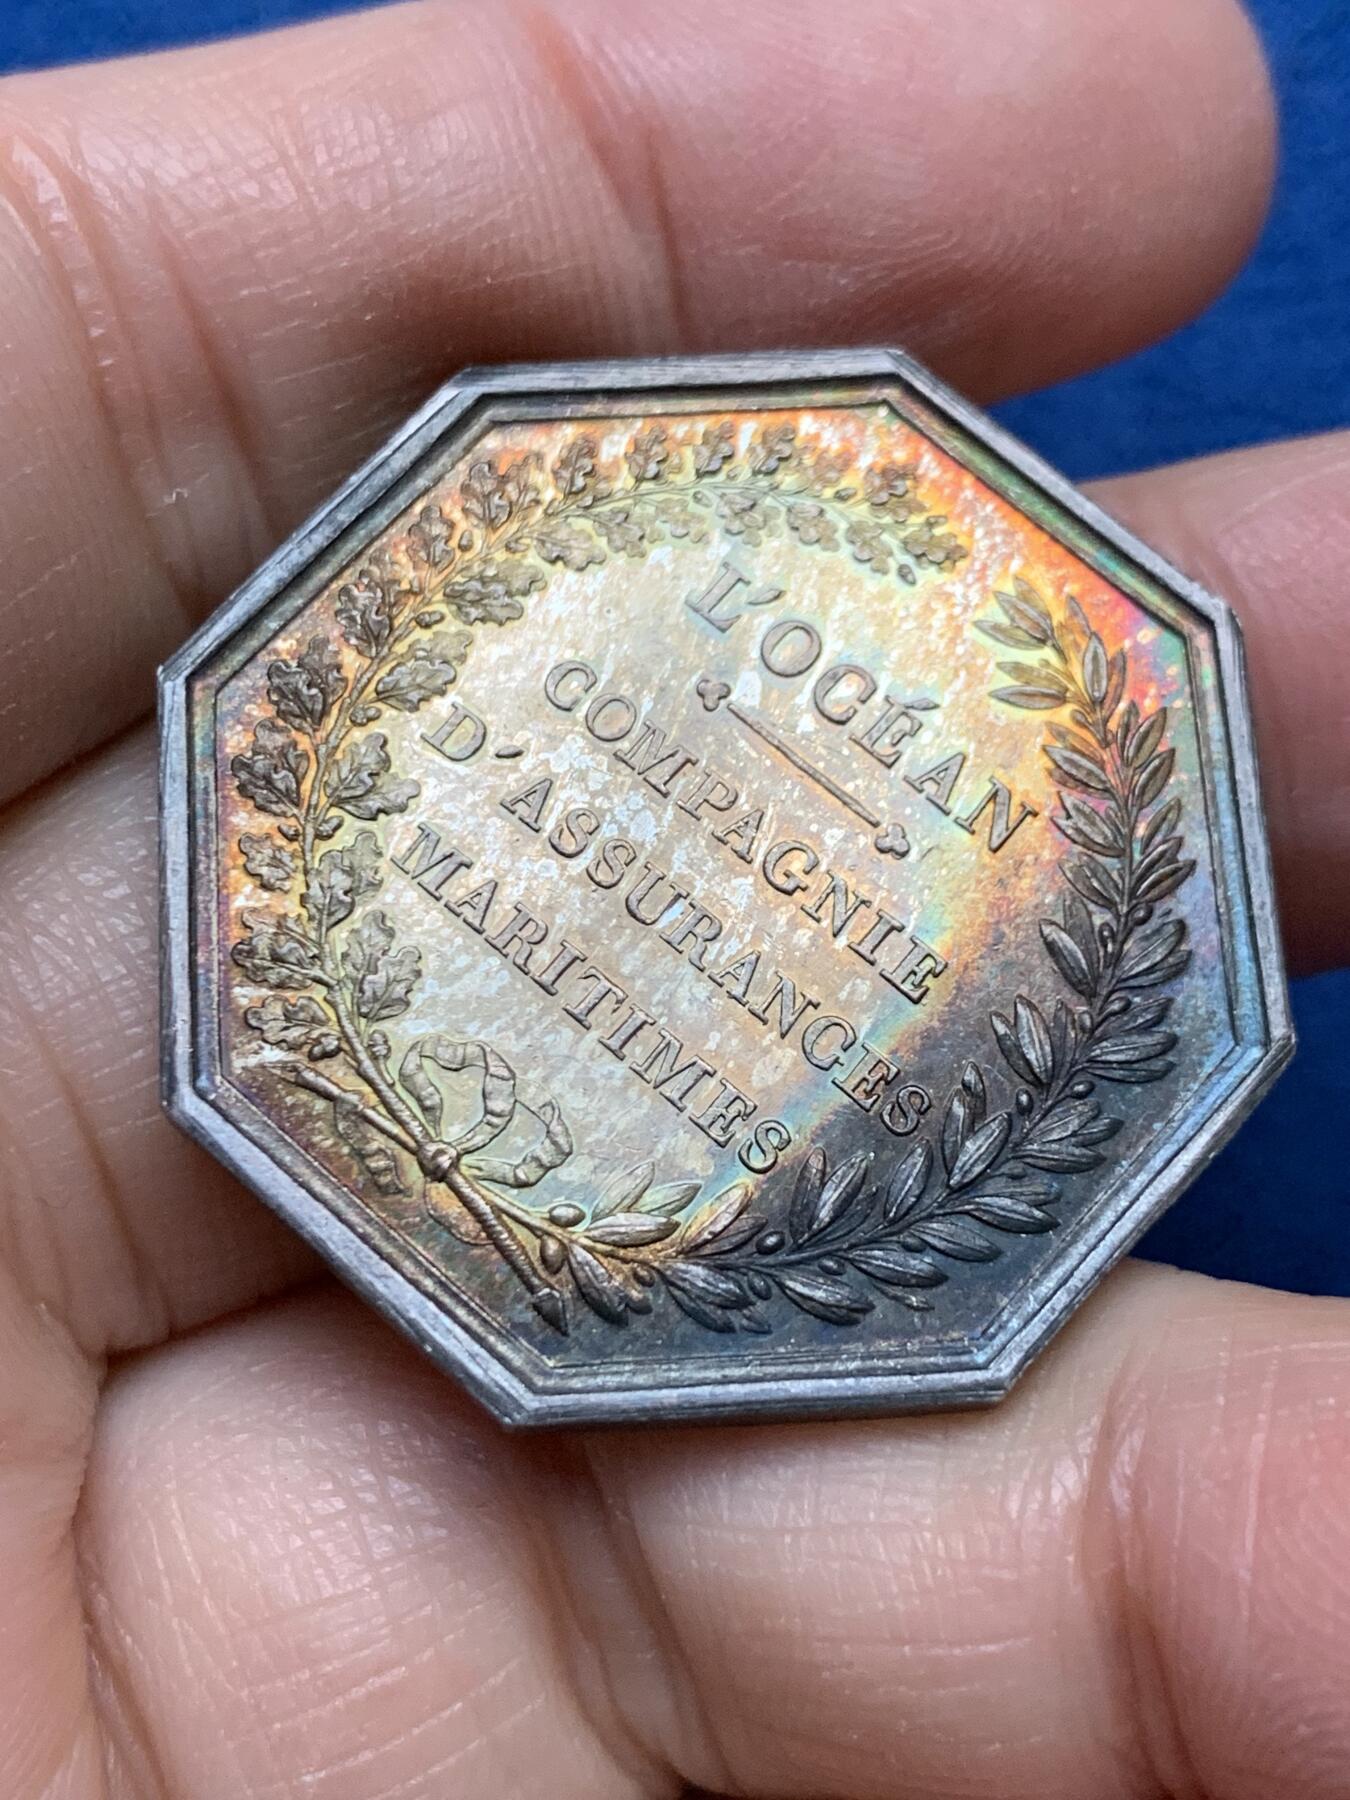 L'OCÉAN
COMPAGNIE
D'ASSURANCES
MARITIMES